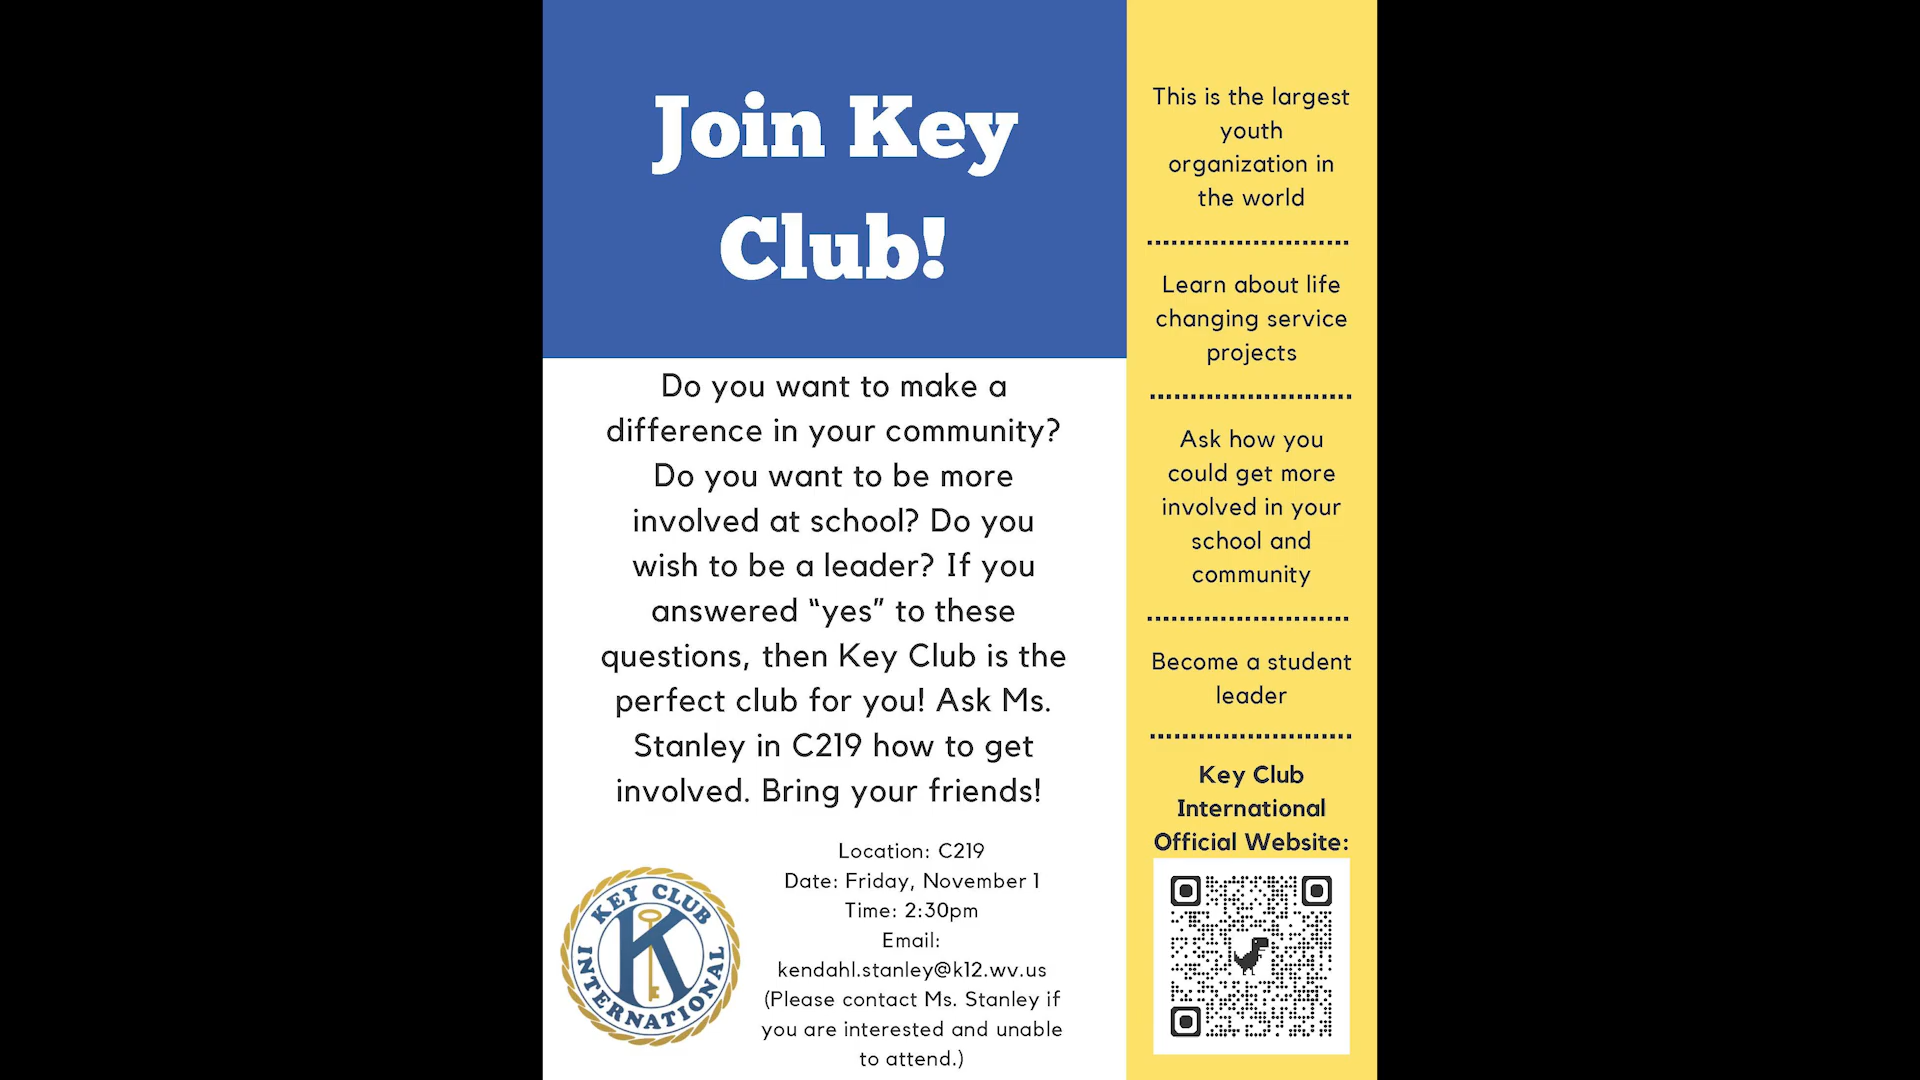 Join Key
Club!
Do you want to make a
difference in your community?
Do you want to be more
involved at school? Do you
wish to be a leader? If you
answered “yes” to these
questions, then Key Club is the
perfect club for you! Ask Ms.
Stanley in C219 how to get
involved. Bring your friends!
Location: C219
Date: Friday, November 1
Time: 2:30pm
Email:
kendahl.stanley@k12.wv.us
(Please contact Ms. Stanley if
you are interested and unable
to attend.)
KEY CLUB
K
INTERNATIONAL
This is the largest
youth
organization in
the world
Learn about life
changing service
projects
Ask how you
could get more
involved in your
school and
community
Become a student
leader
Key Club
International
Official Website: